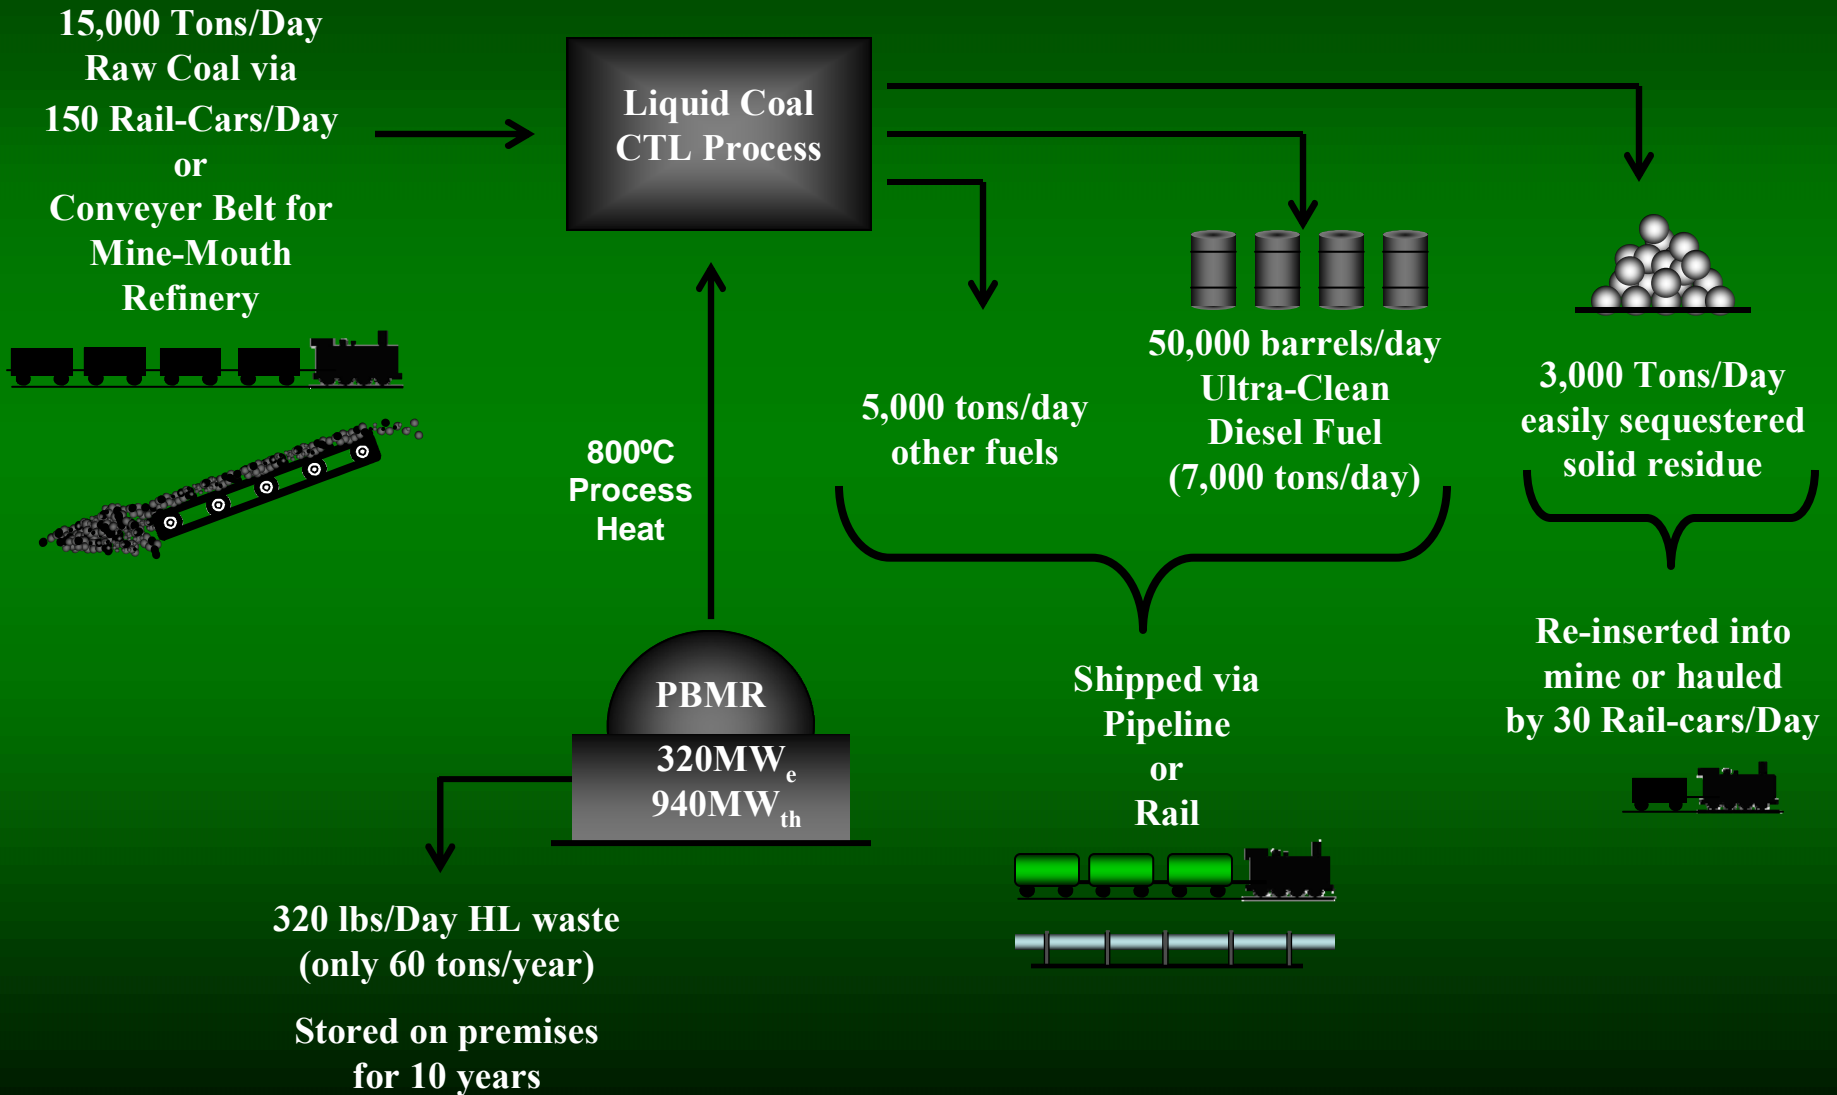 15,000 Tons/Day
Raw Coal via
150 Rail-Cars/Day
or
Conveyer Belt for
Mine-Mouth
Refinery
Liquid Coal
CTL Process
800ºC
Process
Heat
PBMR
320MWe
940MWth
320 lbs/Day HL waste
(only 60 tons/year)
Stored on premises
for 10 years
5,000 tons/day
other fuels
50,000 barrels/day
Ultra-Clean
Diesel Fuel
(7,000 tons/day)
Shipped via
Pipeline
or
Rail
3,000 Tons/Day
easily sequestered
solid residue
Re-inserted into
mine or hauled
by 30 Rail-cars/Day